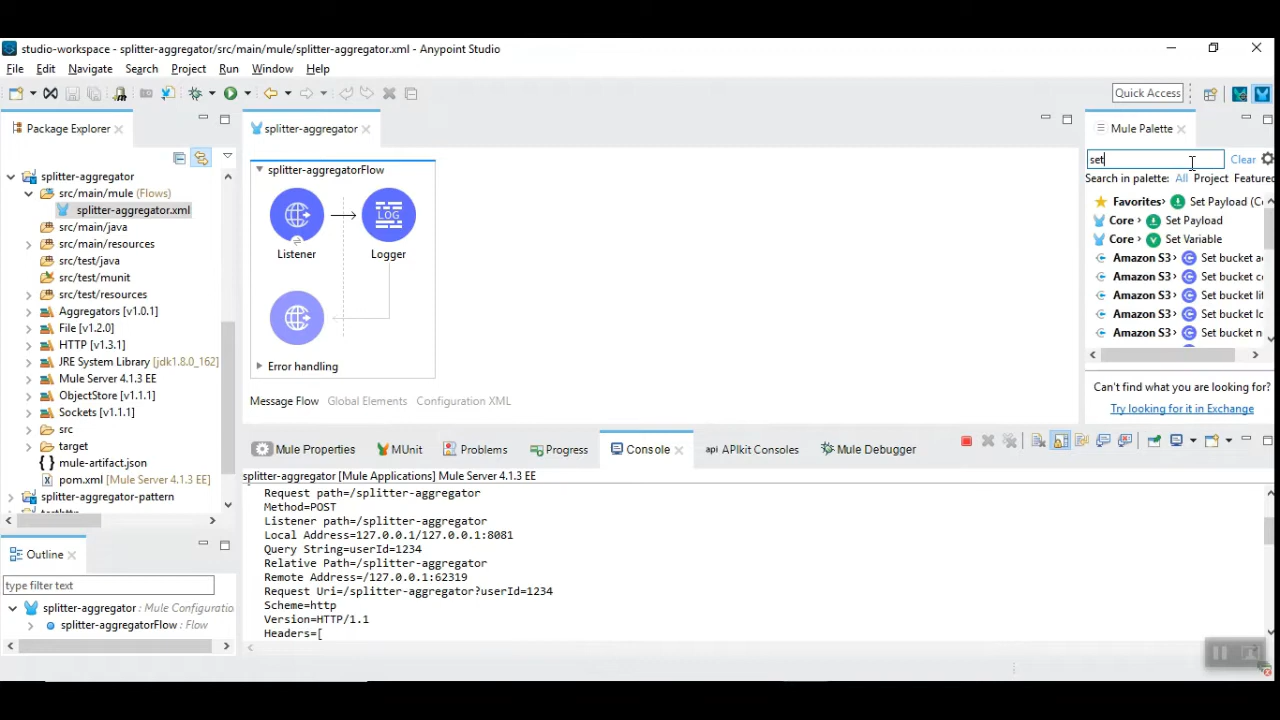 studio-workspace - splitter-aggregator/src/main/mule/splitter-aggregator.xml - Anypoint Studio
File Edit Navigate Search Project Run Window Help
Quick Access
Package Explorer
splitter-aggregator
src/main/mule (Flows)
splitter-aggregator.xml
src/main/java
src/main/resources
src/test/java
src/test/munit
src/test/resources
Aggregators [v1.0.1]
File [v1.2.0]
HTTP [v1.3.1]
JRE System Library [jdk1.8.0_162]
Mule Server 4.1.3 EE
ObjectStore [v1.1.1]
Sockets [v1.1.1]
src
target
mule-artifact.json
pom.xml [Mule Server 4.1.3 EE]
splitter-aggregator-pattern
Outline
type filter text
splitter-aggregator : Mule Configuratio
splitter-aggregatorFlow : Flow
splitter-aggregator
splitter-aggregatorFlow
LOG
Listener
Logger
Error handling
Message Flow Global Elements Configuration XML
Mule Palette
set
Clear
Search in palette: All Project Featured
Favorites> Set Payload (Co
Core> Set Payload
Core> Set Variable
Amazon S3> Set bucket ac
Amazon S3> Set bucket co
Amazon S3> Set bucket lif
Amazon S3> Set bucket lo
Amazon S3> Set bucket n
Can't find what you are looking for?
Try looking for it in Exchange
Mule Properties MUnit Problems Progress Console APIkit Consoles Mule Debugger
splitter-aggregator [Mule Applications] Mule Server 4.1.3 EE
Request path=/splitter-aggregator
Method=POST
Listener path=/splitter-aggregator
Local Address=127.0.0.1/127.0.0.1:8081
Query String=userId=1234
Relative Path=/splitter-aggregator
Remote Address=/127.0.0.1:62319
Request Uri=/splitter-aggregator?userId=1234
Scheme=http
Version=HTTP/1.1
Headers=[